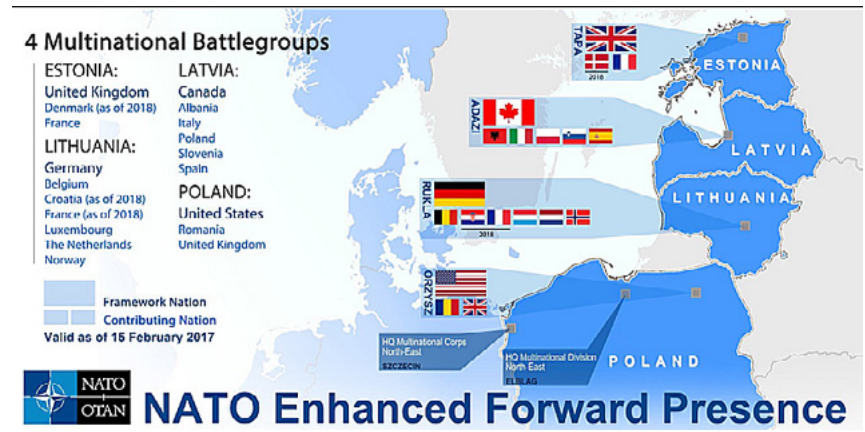 4 Multinational Battlegroups
ESTONIA:
United Kingdom
Denmark (as of 2018)
France
LITHUANIA:
Germany
Belgium
Croatia (as of 2018)
France (as of 2018)
Luxembourg
The Netherlands
Norway
LATVIA:
Canada
Albania
Italy
Poland
Slovenia
Spain
POLAND:
United States
Romania
United Kingdom
Framework Nation
Contributing Nation
Valid as of 15 February 2017
TAPA
2018
ESTONIA
ADAZI
LATVIA
RUKLA
2018
LITHUANIA
ORZYSZ
HQ Multinational Corps
North-East
SZCZECIN
HQ Multinational Division
North East
ELBLAG
POLAND
NATO
OTAN
NATO Enhanced Forward Presence